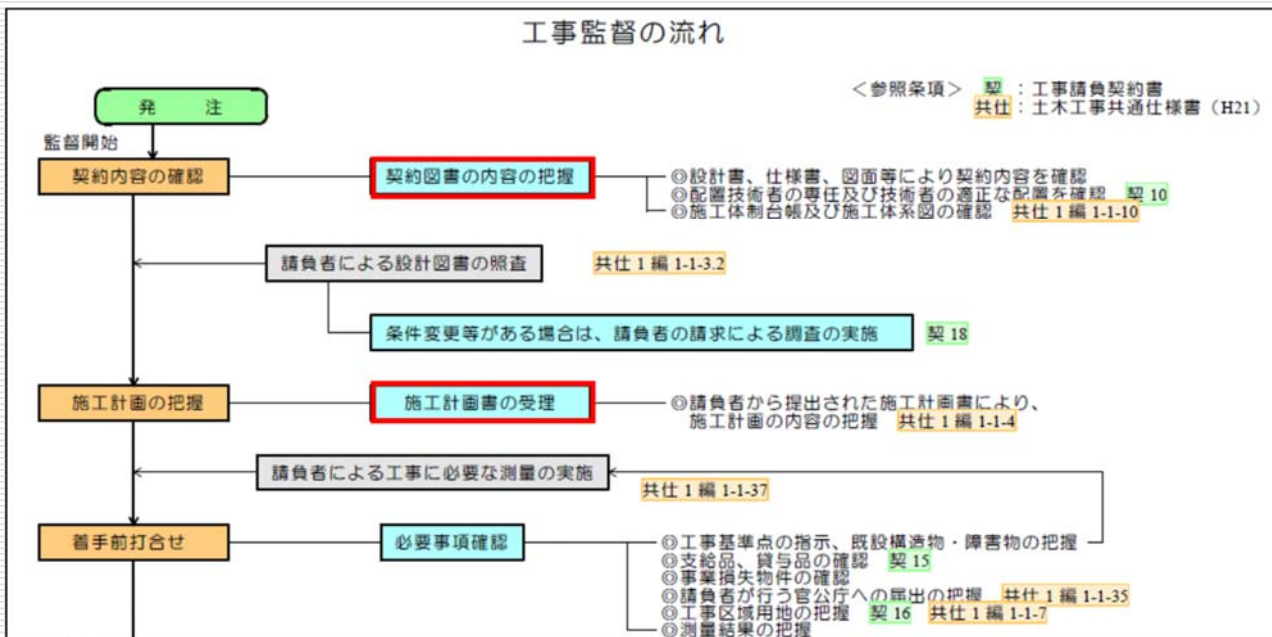 工事監督の流れ
＜参照条項＞ 契 ：工事請負契約書
共仕：土木工事共通仕様書（H21）
発 注
監督開始
契約内容の確認
契約図書の内容の把握
◎設計書、仕様書、図面等により契約内容を確認
◎配置技術者の専任及び技術者の適正な配置を確認 契 10
◎施工体制台帳及び施工体系図の確認 共仕 1 編 1-1-10
請負者による設計図書の照査
共仕 1 編 1-1-3.2
条件変更等がある場合は、請負者の請求による調査の実施
契 18
施工計画の把握
施工計画書の受理
◎請負者から提出された施工計画書により、
施工計画の内容の把握 共仕 1 編 1-1-4
請負者による工事に必要な測量の実施
共仕 1 編 1-1-37
着手前打合せ
必要事項確認
◎工事基準点の指示、既設構造物・障害物の把握
◎支給品、貸与品の確認 契 15
◎事業損失物件の確認
◎請負者が行う官公庁への届出の把握 共仕 1 編 1-1-35
◎工事区域用地の把握 契 16 共仕 1 編 1-1-7
◎測量結果の把握